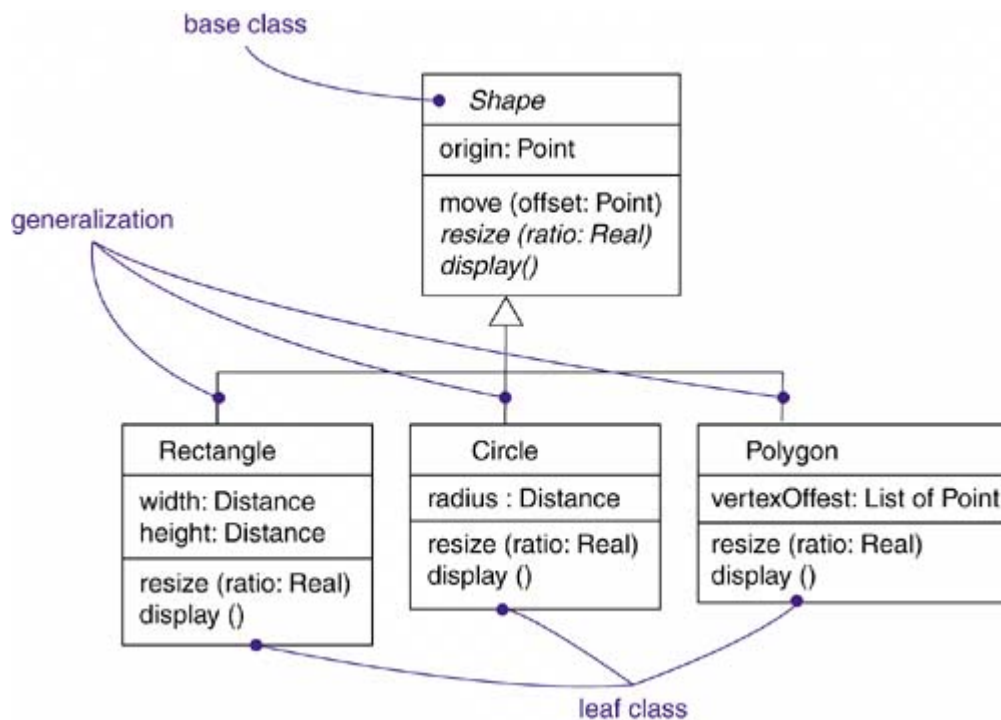 base class
Shape
origin: Point
move (offset: Point)
resize (ratio: Real)
display()
generalization
Rectangle
width: Distance
height: Distance
resize (ratio: Real)
display ()
Circle
radius : Distance
resize (ratio: Real)
display ()
Polygon
vertexOffest: List of Point
resize (ratio: Real)
display ()
leaf class